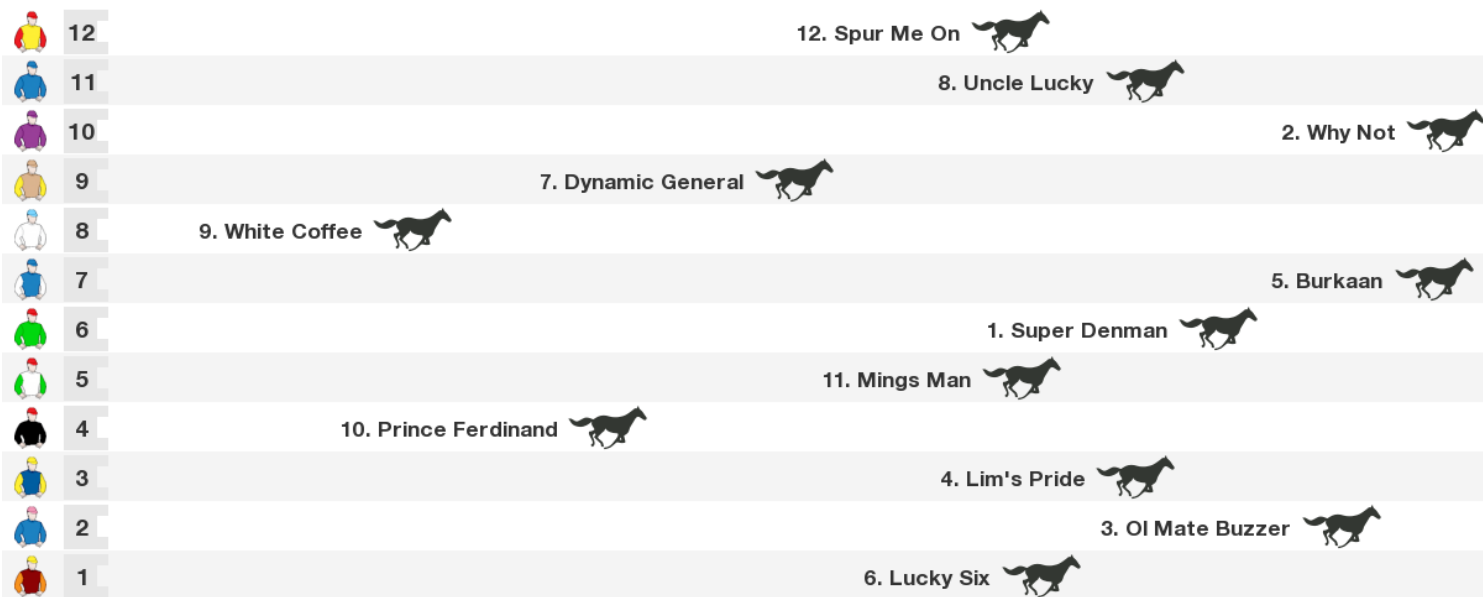 12 12. Spur Me On
11 8. Uncle Lucky
10 2. Why Not
9 7. Dynamic General
8 9. White Coffee
7 5. Burkaan
6 1. Super Denman
5 11. Mings Man
4 10. Prince Ferdinand
3 4. Lim's Pride
2 3. Ol Mate Buzzer
1 6. Lucky Six